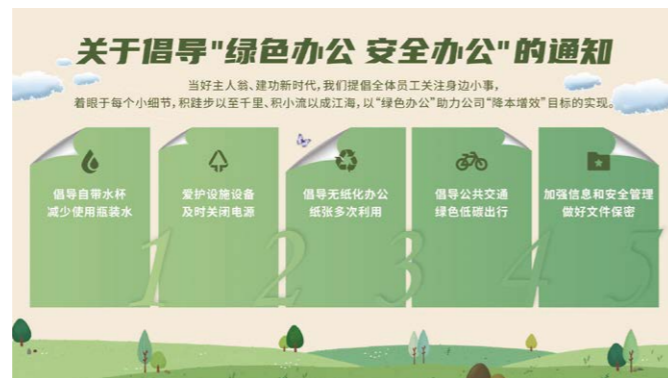 关于倡导"绿色办公 安全办公"的通知
当好主人翁、建功新时代,我们提倡全体员工关注身边小事,
着眼于每个小细节,积跬步以至千里、积小流以成江海,以“绿色办公”助力公司“降本增效”目标的实现。
倡导自带水杯
减少使用瓶装水
1
爱护设施设备
及时关闭电源
2
倡导无纸化办公
纸张多次利用
3
倡导公共交通
绿色低碳出行
4
加强信息和安全管理
做好文件保密
5